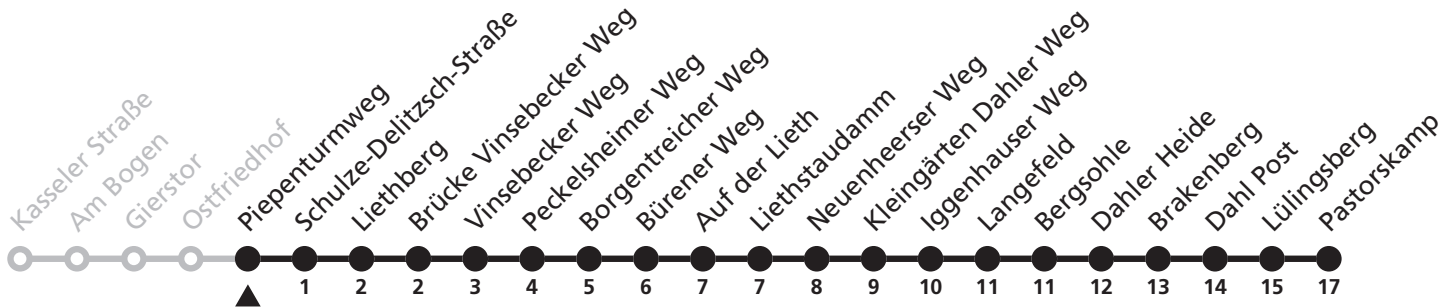 Kasseler Straße
Am Bogen
Gierstor
Ostfriedhof
Piepenturmweg
Schulze-Delitzsch-Straße
Liethberg
Brücke Vinsebecker Weg
Vinsebecker Weg
Peckelsheimer Weg
Borgentreicher Weg
Bürener Weg
Auf der Lieth
Liethstaudamm
Neuenheerser Weg
Kleingärten Dahler Weg
Iggenhauser Weg
Langefeld
Bergsohle
Dahler Heide
Brakenberg
Dahl Post
Lülingsberg
Pastorskamp
1 2 2 3 4 5 6 7 7 8 9 10 11 11 12 13 14 15 17